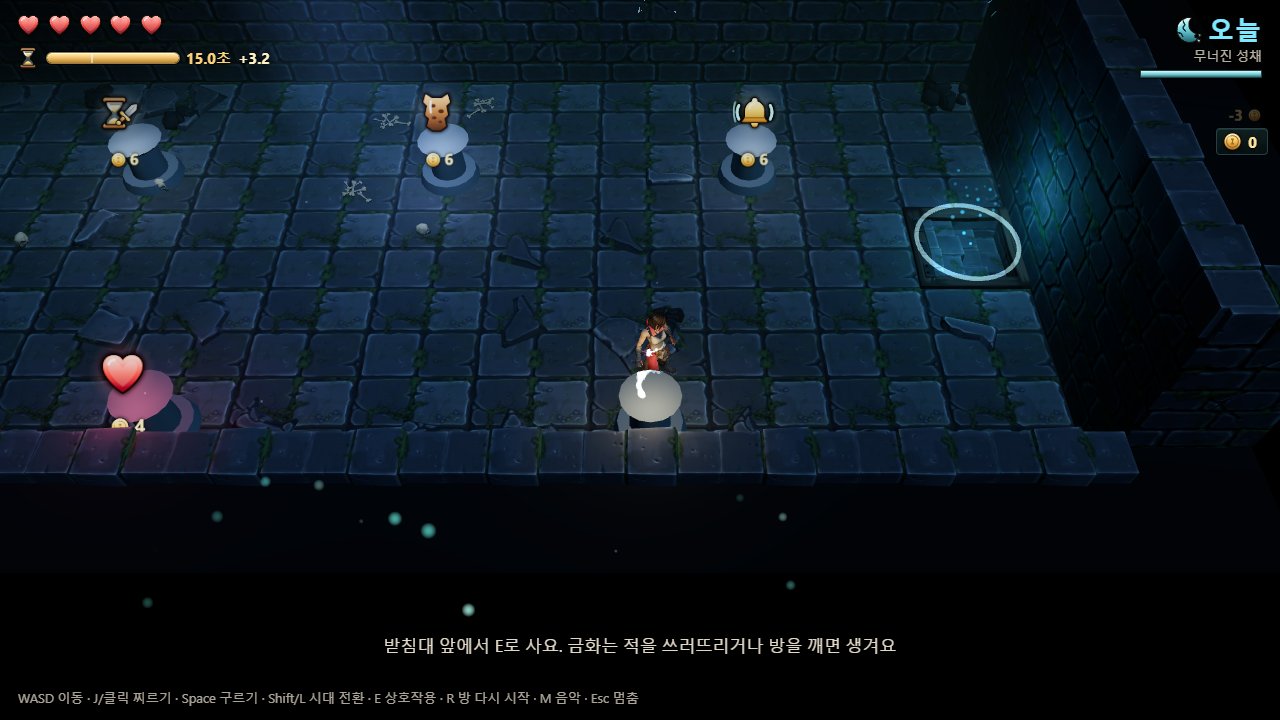 15.0초 +3.2
오늘
무너진 성채
-3
0
6
6
6
4
받침대 앞에서 E로 사요. 금화는 적을 쓰러뜨리거나 방을 깨면 생겨요
WASD 이동 · J/클릭 찌르기 · Space 구르기 · Shift/L 시대 전환 · E 상호작용 · R 방 다시 시작 · M 음악 · Esc 멈춤